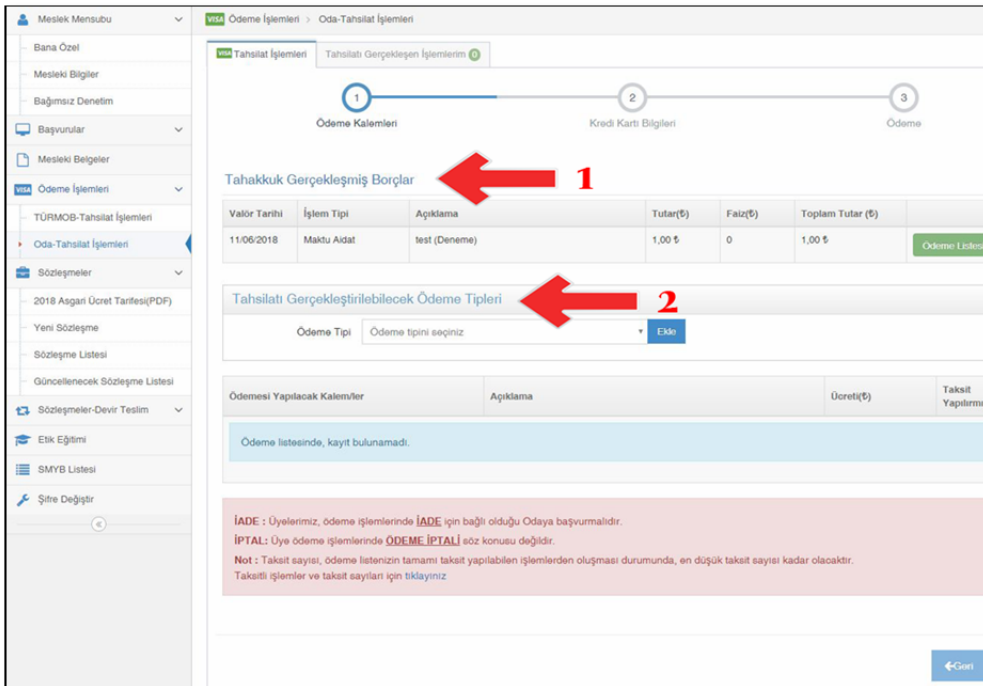 Meslek Mensubu
Bana Özel
Mesleki Bilgiler
Bağımsız Denetim
Başvurular
Mesleki Belgeler
VISA Ödeme İşlemleri
TÜRMOB-Tahsilat İşlemleri
Oda-Tahsilat İşlemleri
Sözleşmeler
2018 Asgari Ücret Tarifesi(PDF)
Yeni Sözleşme
Sözleşme Listesi
Güncellenecek Sözleşme Listesi
Sözleşmeler-Devir Teslim
Etik Eğitimi
SMYB Listesi
Şifre Değiştir
VISA Ödeme İşlemleri > Oda-Tahsilat İşlemleri
VISA Tahsilat İşlemleri Tahsilatı Gerçekleşen İşlemlerim 0
1 2 3
Ödeme Kalemleri Kredi Kartı Bilgileri Ödeme
Tahakkuk Gerçekleşmiş Borçlar 1
Valör Tarihi İşlem Tipi Açıklama Tutar(₺) Faiz(₺) Toplam Tutar (₺)
11/06/2018 Maktu Aidat test (Deneme) 1,00 ₺ 0 1,00 ₺ Ödeme Listes
Tahsilatı Gerçekleştirilebilecek Ödeme Tipleri 2
Ödeme Tipi Ödeme tipini seçiniz Ekle
Ödemesi Yapılacak Kalem/ler Açıklama Ücreti(₺) Taksit
Yapılırma
Ödeme listesinde, kayıt bulunamadı.
İADE : Üyelerimiz, ödeme işlemlerinde İADE için bağlı olduğu Odaya başvurmalıdır.
İPTAL: Üye ödeme işlemlerinde ÖDEME İPTALİ söz konusu değildir.
Not : Taksit sayısı, ödeme listenizin tamamı taksit yapılabilen işlemlerden oluşması durumunda, en düşük taksit sayısı kadar olacaktır.
Taksitli işlemler ve taksit sayıları için tıklayınız
Geri